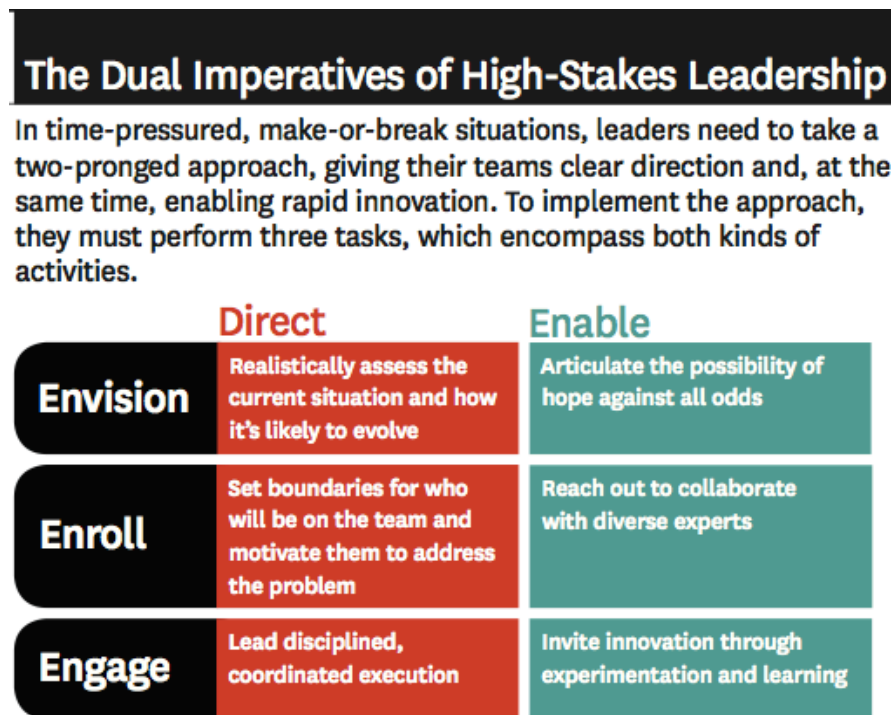 The Dual Imperatives of High-Stakes Leadership
In time-pressured, make-or-break situations, leaders need to take a
two-pronged approach, giving their teams clear direction and, at the
same time, enabling rapid innovation. To implement the approach,
they must perform three tasks, which encompass both kinds of
activities.
Direct
Enable
Envision
Realistically assess the
current situation and how
it's likely to evolve
Articulate the possibility of
hope against all odds
Enroll
Set boundaries for who
will be on the team and
motivate them to address
the problem
Reach out to collaborate
with diverse experts
Engage
Lead disciplined,
coordinated execution
Invite innovation through
experimentation and learning